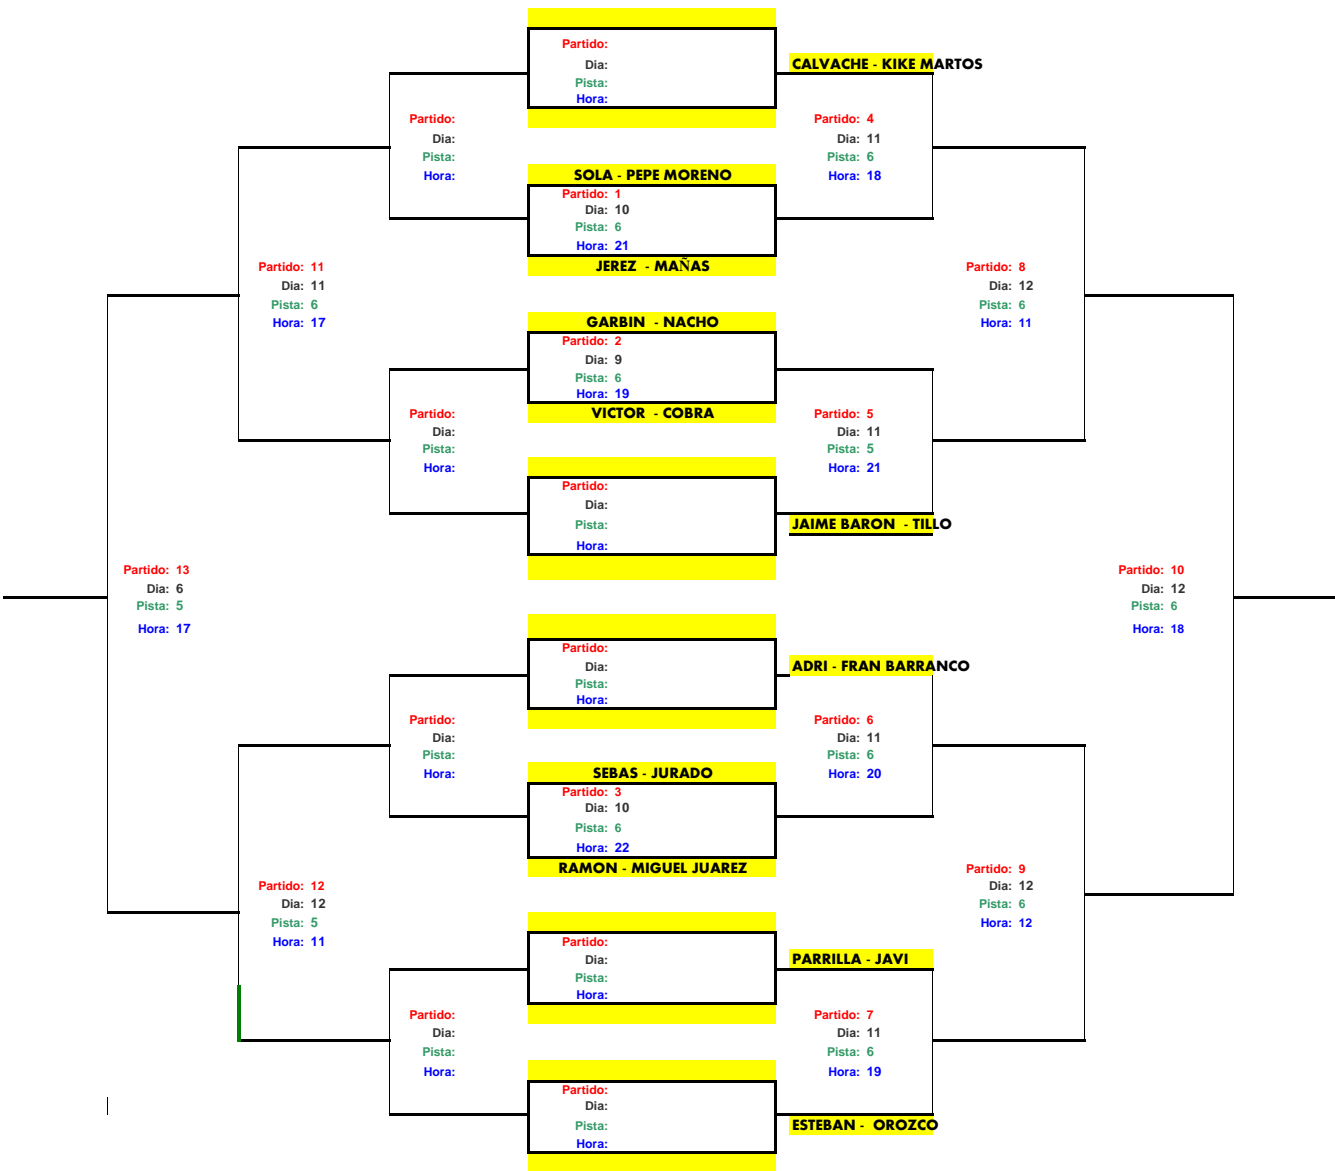 Partido:
Dia:
Pista:
Hora:
CALVACHE - KIKE MARTOS
Partido:
Dia:
Pista:
Hora:
Partido: 4
Dia: 11
Pista: 6
Hora: 18
SOLA - PEPE MORENO
Partido: 1
Dia: 10
Pista: 6
Hora: 21
JEREZ - MAÑAS
Partido: 11
Dia: 11
Pista: 6
Hora: 17
Partido: 8
Dia: 12
Pista: 6
Hora: 11
GARBIN - NACHO
Partido: 2
Dia: 9
Pista: 6
Hora: 19
VICTOR - COBRA
Partido:
Dia:
Pista:
Hora:
Partido: 5
Dia: 11
Pista: 5
Hora: 21
Partido:
Dia:
Pista:
Hora:
JAIME BARON - TILLO
Partido: 13
Dia: 6
Pista: 5
Hora: 17
Partido: 10
Dia: 12
Pista: 6
Hora: 18
Partido:
Dia:
Pista:
Hora:
ADRI - FRAN BARRANCO
Partido:
Dia:
Pista:
Hora:
Partido: 6
Dia: 11
Pista: 6
Hora: 20
SEBAS - JURADO
Partido: 3
Dia: 10
Pista: 6
Hora: 22
RAMON - MIGUEL JUAREZ
Partido: 12
Dia: 12
Pista: 5
Hora: 11
Partido: 9
Dia: 12
Pista: 6
Hora: 12
Partido:
Dia:
Pista:
Hora:
PARRILLA - JAVI
Partido:
Dia:
Pista:
Hora:
Partido: 7
Dia: 11
Pista: 6
Hora: 19
Partido:
Dia:
Pista:
Hora:
ESTEBAN - OROZCO